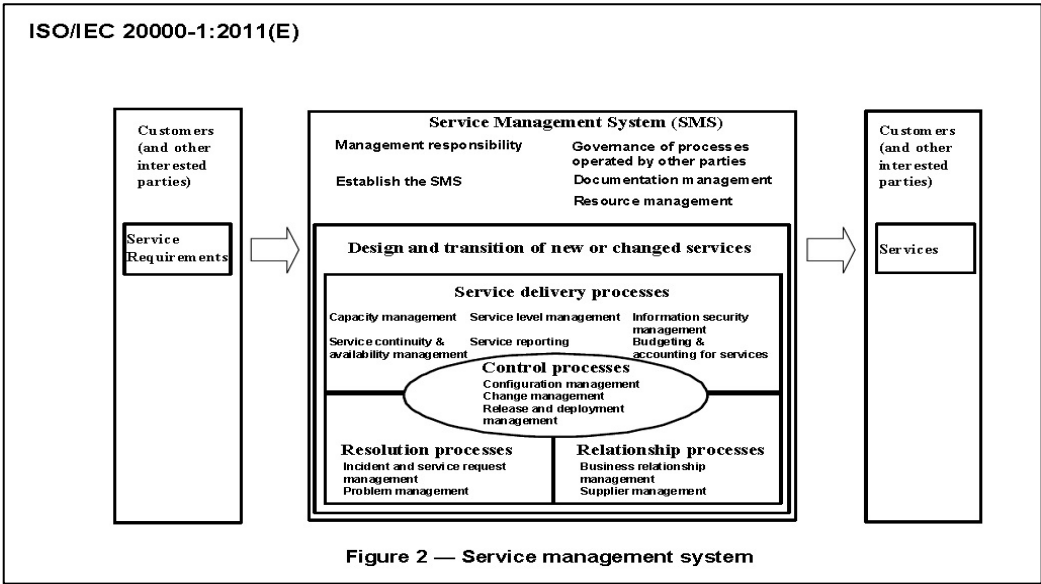 ISO/IEC 20000-1:2011(E)
Customers
(and other
interested
parties)
Service
Requirements
Service Management System (SMS)
Management responsibility
Establish the SMS
Governance of processes
operated by other parties
Documentation management
Resource management
Design and transition of new or changed services
Service delivery processes
Capacity management
Service continuity &
availability management
Service level management
Service reporting
Information security
management
Budgeting &
accounting for services
Control processes
Configuration management
Change management
Release and deployment
management
Resolution processes
Incident and service request
management
Problem management
Relationship processes
Business relationship
management
Supplier management
Customers
(and other
interested
parties)
Services
Figure 2 — Service management system